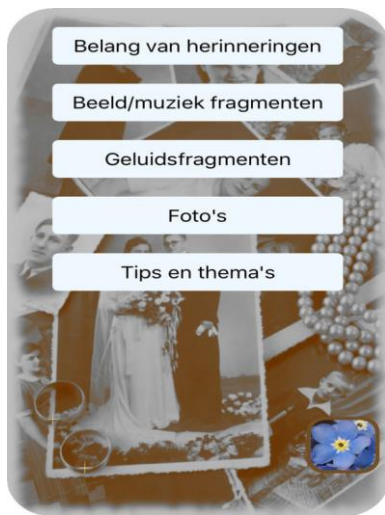 Belang van herinneringen
Beeld/muziek fragmenten
Geluidsfragmenten
Foto's
Tips en thema's